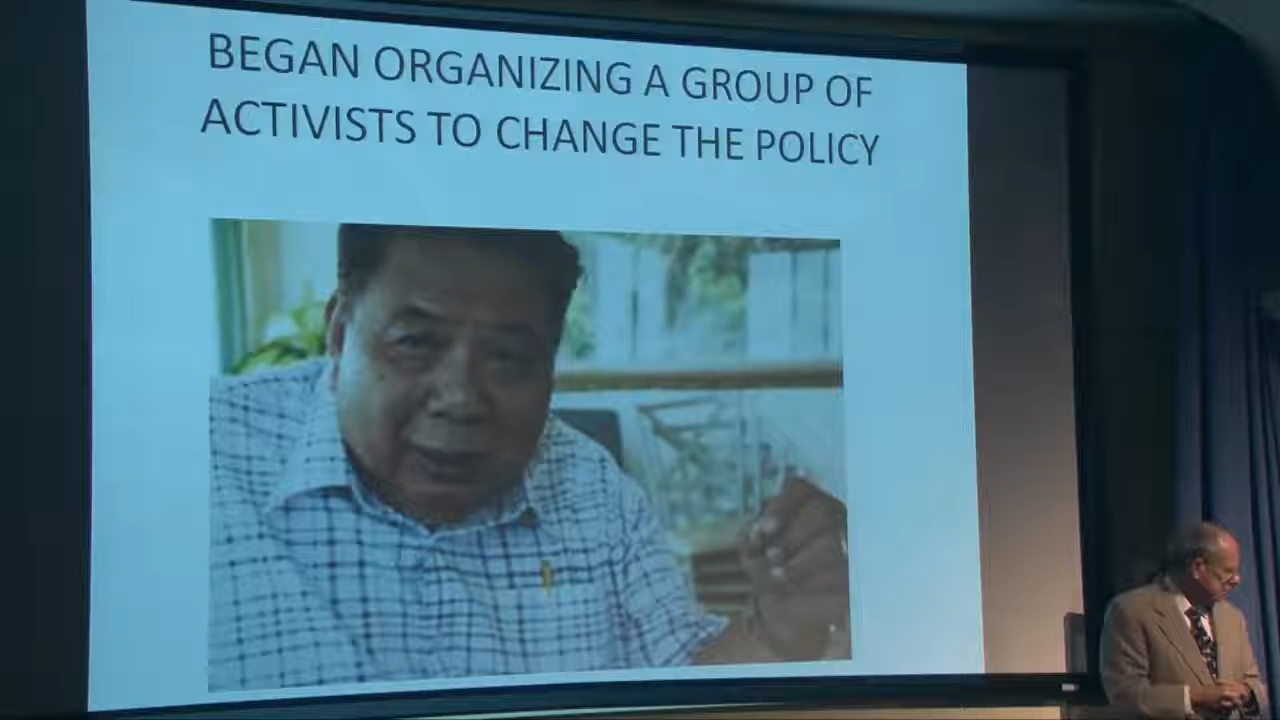 BEGAN ORGANIZING A GROUP OF
ACTIVISTS TO CHANGE THE POLICY